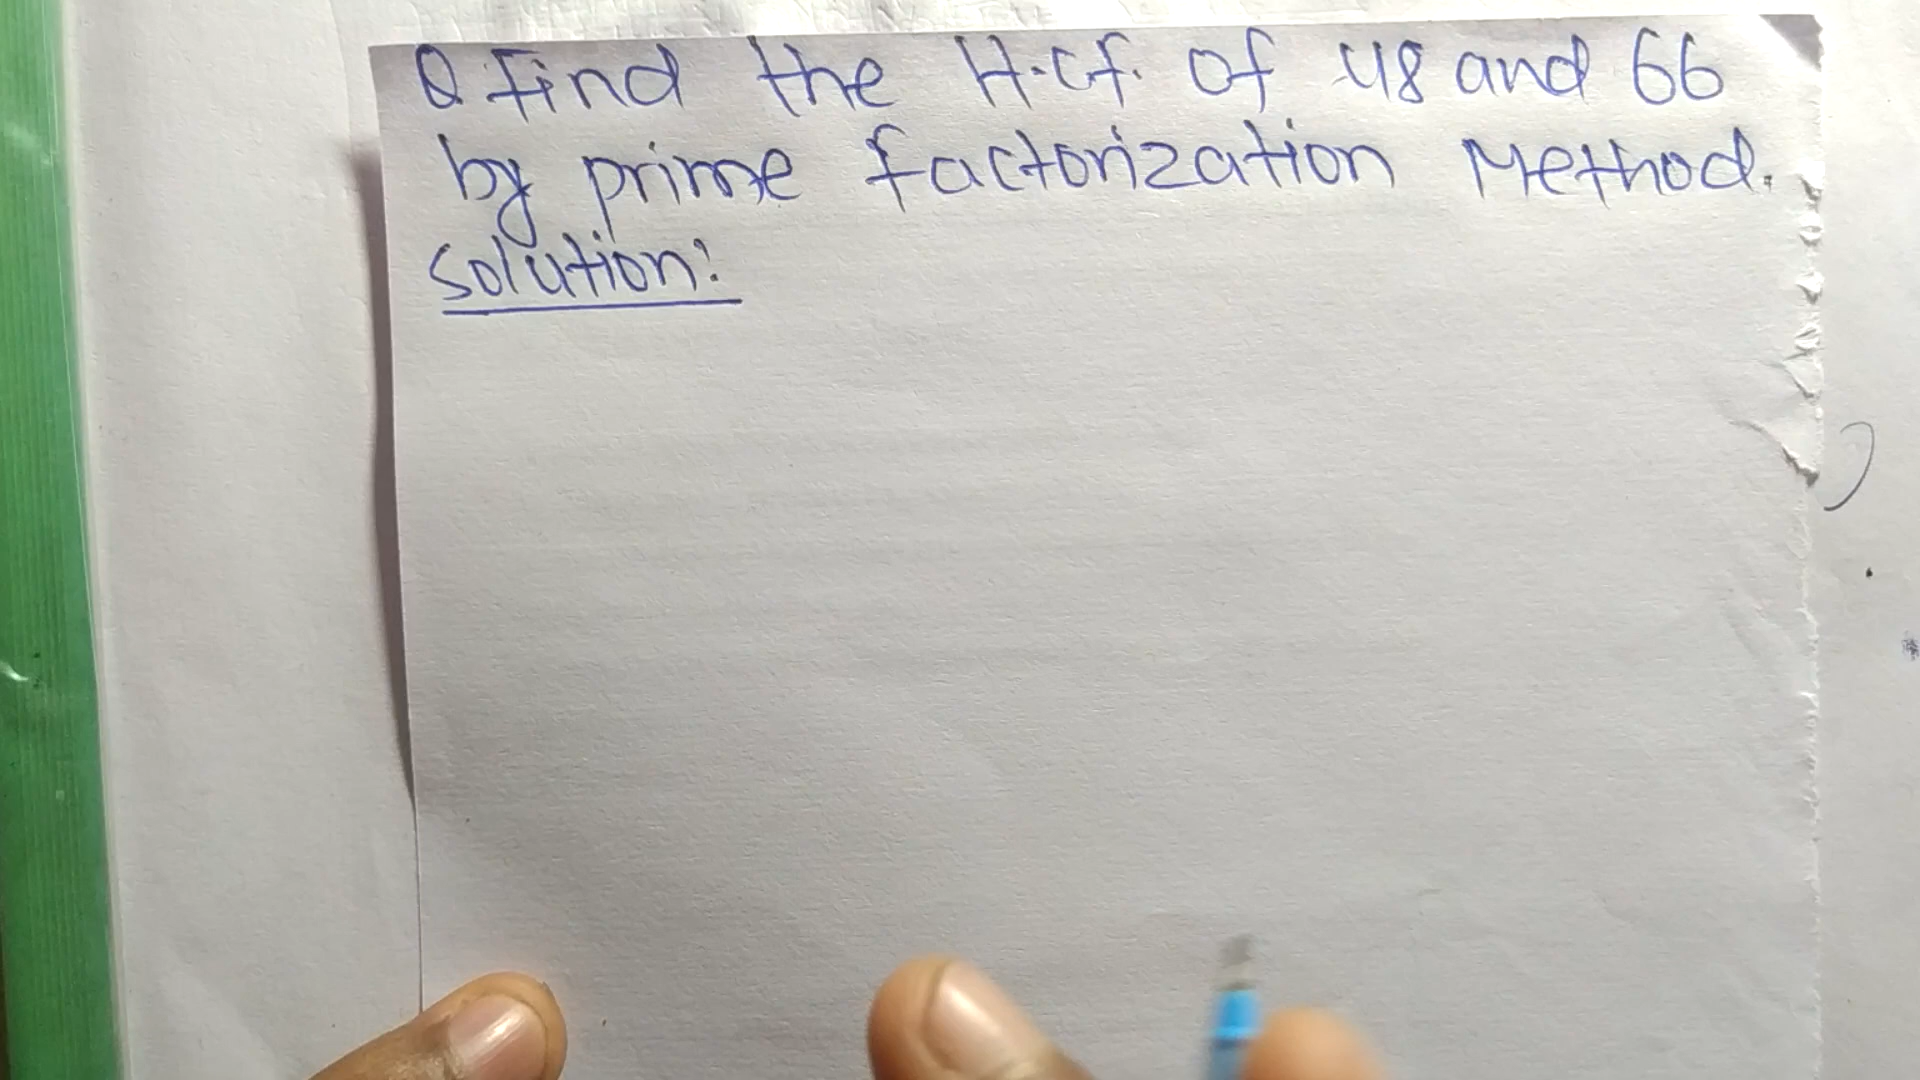 Q. Find the H.C.F. of 48 and 66
by prime factorization Method.
Solution: